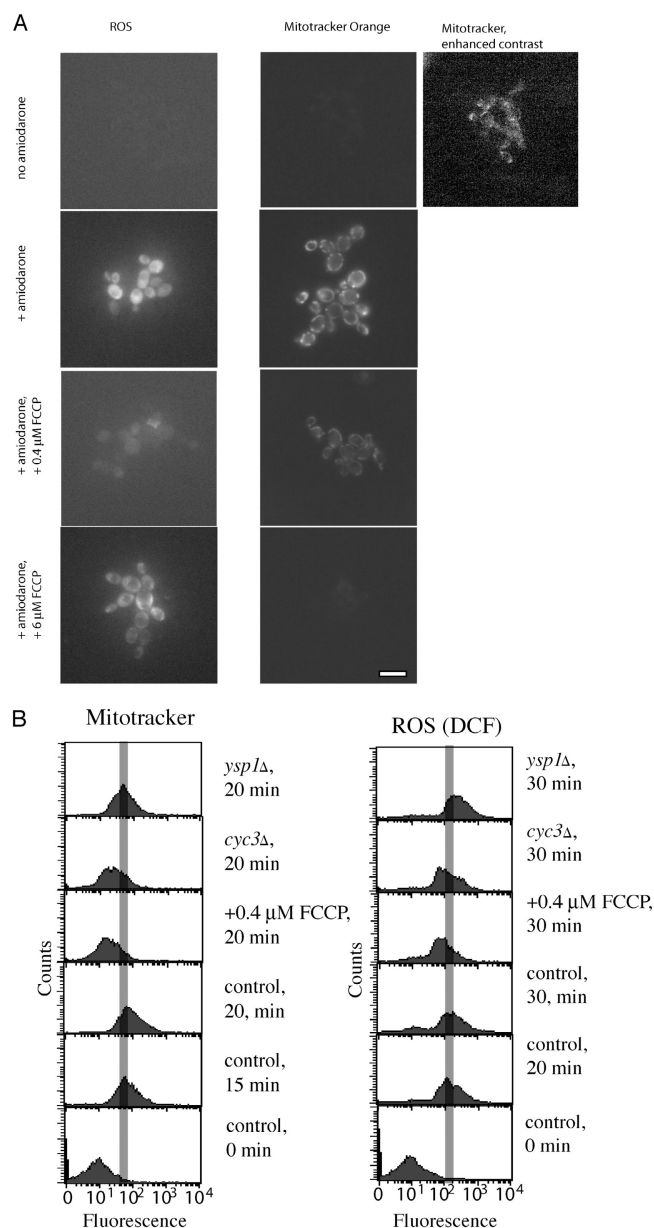 A
ROS
Mitotracker Orange
Mitotracker,
enhanced contrast
no amiodarone
+ amiodarone
+ amiodarone,
+ 0.4 μM FCCP
+ amiodarone,
+ 6 μM FCCP
B
Mitotracker
ysp1Δ,
20 min
cyc3Δ,
20 min
+0.4 μM FCCP,
20 min
control,
20, min
control,
15 min
control,
0 min
Counts
0 10¹ 10² 10³ 10⁴
Fluorescence
ROS (DCF)
ysp1Δ,
30 min
cyc3Δ,
30 min
+0.4 μM FCCP,
30 min
control,
30, min
control,
20 min
control,
0 min
Counts
0 10¹ 10² 10³ 10⁴
Fluorescence